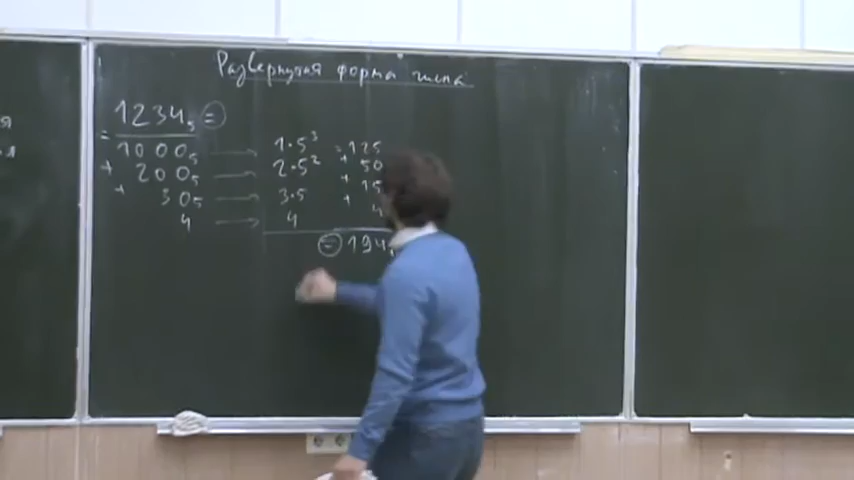 Развернутая форма числа
1234₅ =
= 1000₅ → 1·5³ = 125
+ 200₅ → 2·5² + 50
+ 30₅ → 3·5 + 15
4 → 4 + 4
= 194
я